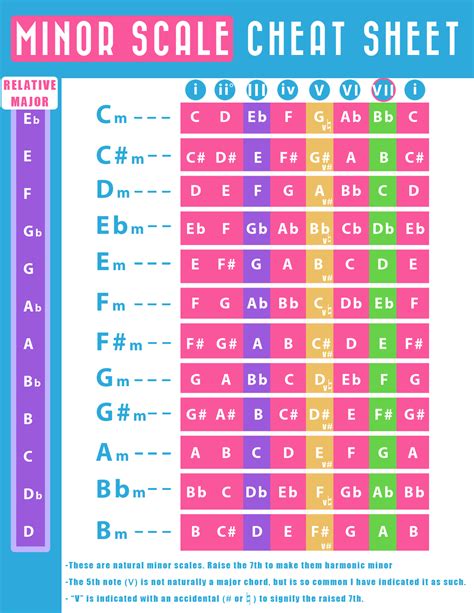 MINOR SCALE CHEAT SHEET
RELATIVE
MAJOR
i ii° III iv V VI VII i
Eb Cm--- C D Eb F G v♮ Ab Bb C
E C#m-- C# D# E F# G# v# A B C#
F Dm--- D E F G A v# Bb C D
Gb Ebm-- Eb F Gb Ab Bb v♮ Cb Db Eb
G Em--- E F# G A B v# C D E
Ab Fm--- F G Ab Bb C v♮ Db Eb F
A F#m-- F# G# A B C# v# D E F#
Bb Gm--- G A Bb C D v♮ Eb F G
B G#m-- G# A# B C# D# v# E F# G#
C Am--- A B C D E v# F G A
Db Bbm-- Bb C Db Eb F v♮ Gb Ab Bb
D Bm--- B C# D E F# v# G A B
-These are natural minor scales. Raise the 7th to make them harmonic minor
-The 5th note (V) is not naturally a major chord, but is so common I have indicated it as such.
- "V" is indicated with an accidental (# or ♮) to signify the raised 7th.